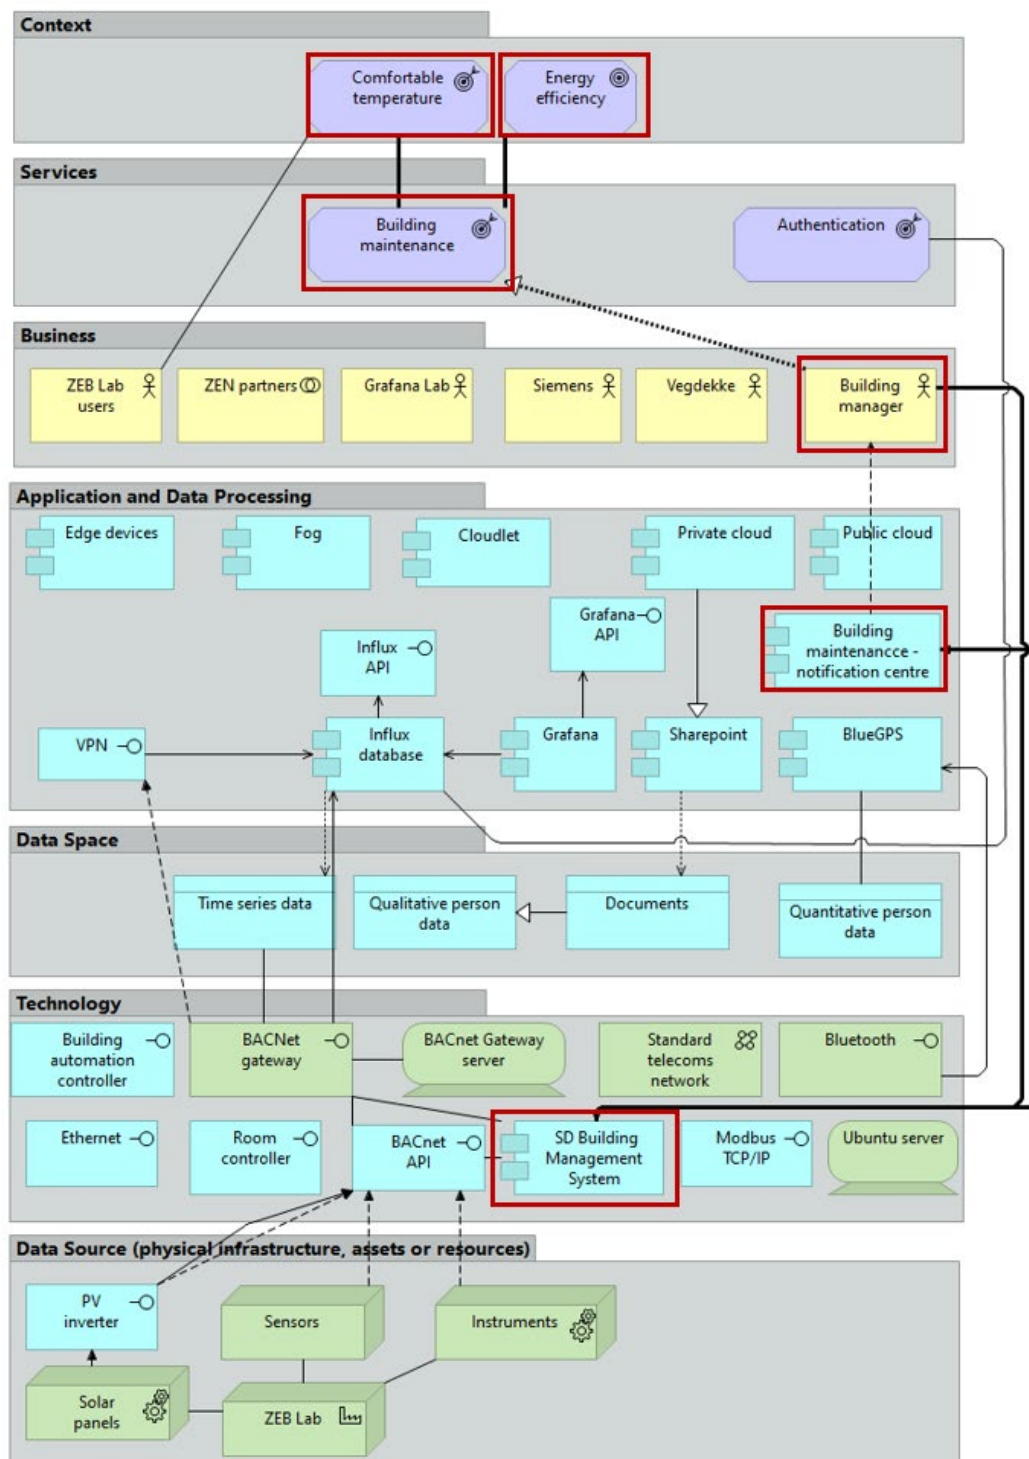 Context
Comfortable
temperature
Energy
efficiency
Services
Building
maintenance
Authentication
Business
ZEB Lab
users
ZEN partners
Grafana Lab
Siemens
Vegdekke
Building
manager
Application and Data Processing
Edge devices
Fog
Cloudlet
Private cloud
Public cloud
Influx
API
Grafana
API
Building
maintenancce -
notification centre
VPN
Influx
database
Grafana
Sharepoint
BlueGPS
Data Space
Time series data
Qualitative person
data
Documents
Quantitative person
data
Technology
Building
automation
controller
BACNet
gateway
BACnet Gateway
server
Standard
telecoms
network
Bluetooth
Ethernet
Room
controller
BACnet
API
SD Building
Management
System
Modbus
TCP/IP
Ubuntu server
Data Source (physical infrastructure, assets or resources)
PV
inverter
Sensors
Instruments
Solar
panels
ZEB Lab